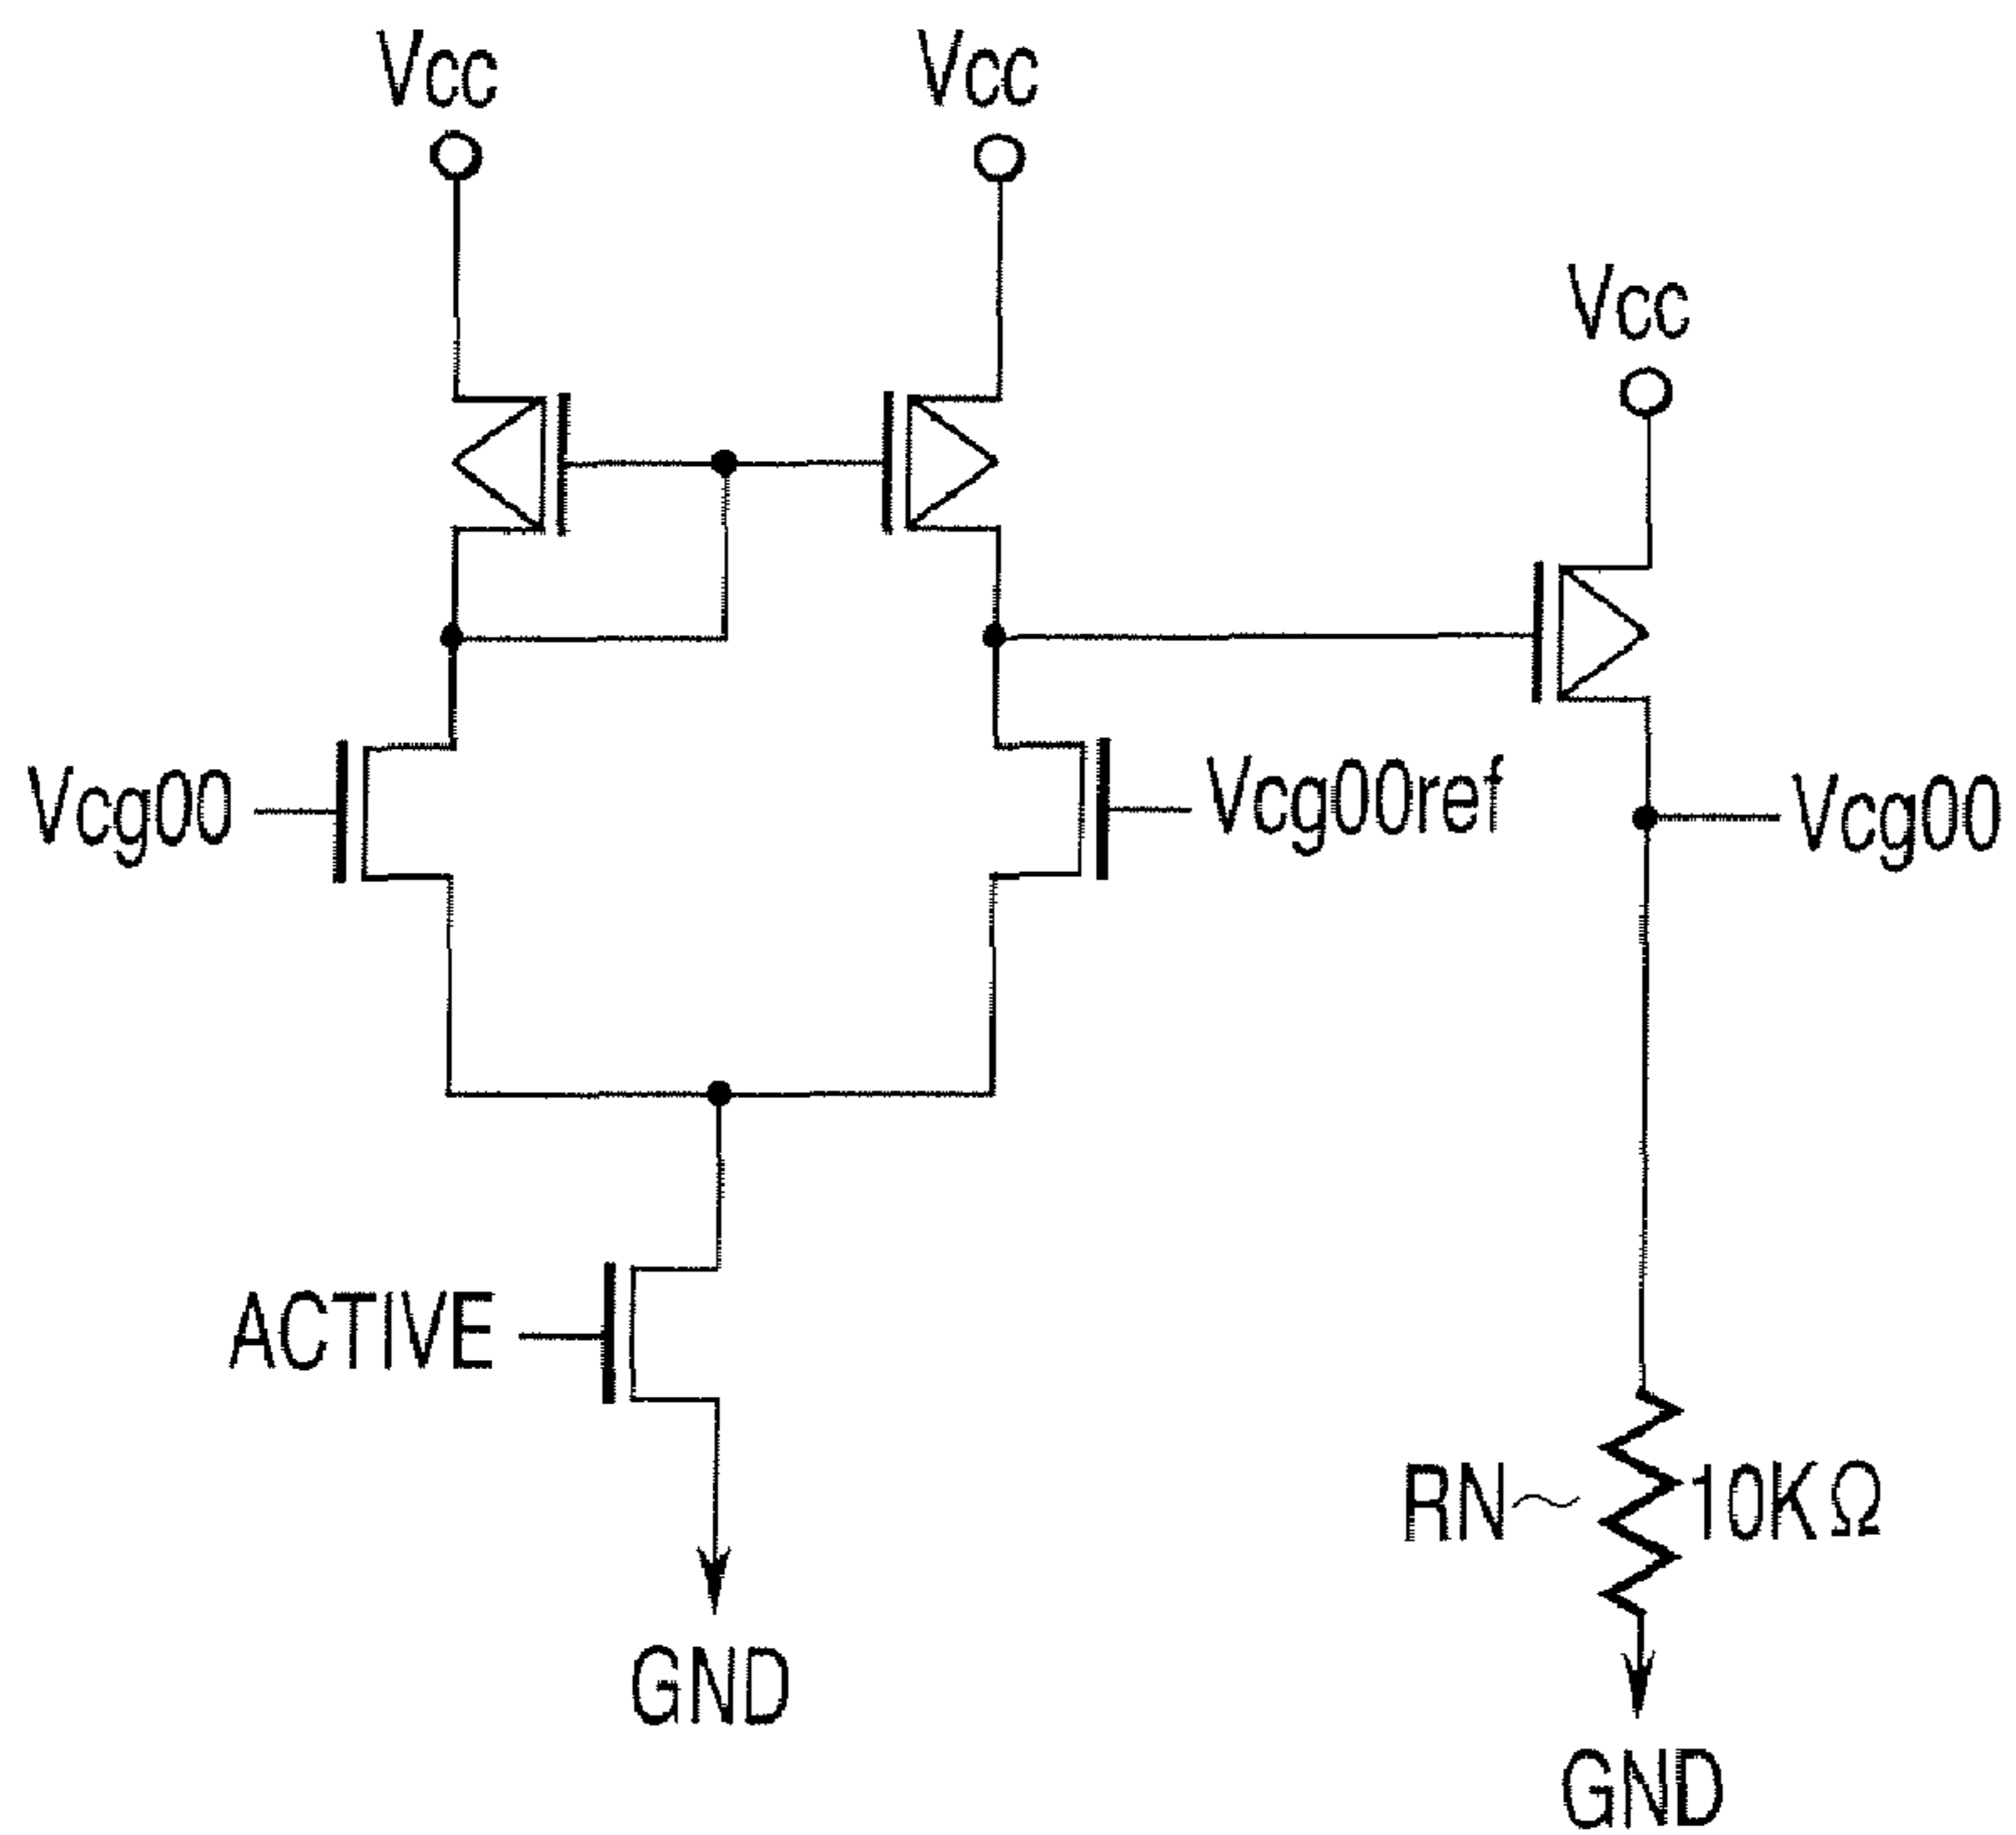 Vcc
Vcc
Vcc
Vcg00
Vcg00ref
Vcg00
ACTIVE
RN
10KΩ
GND
GND